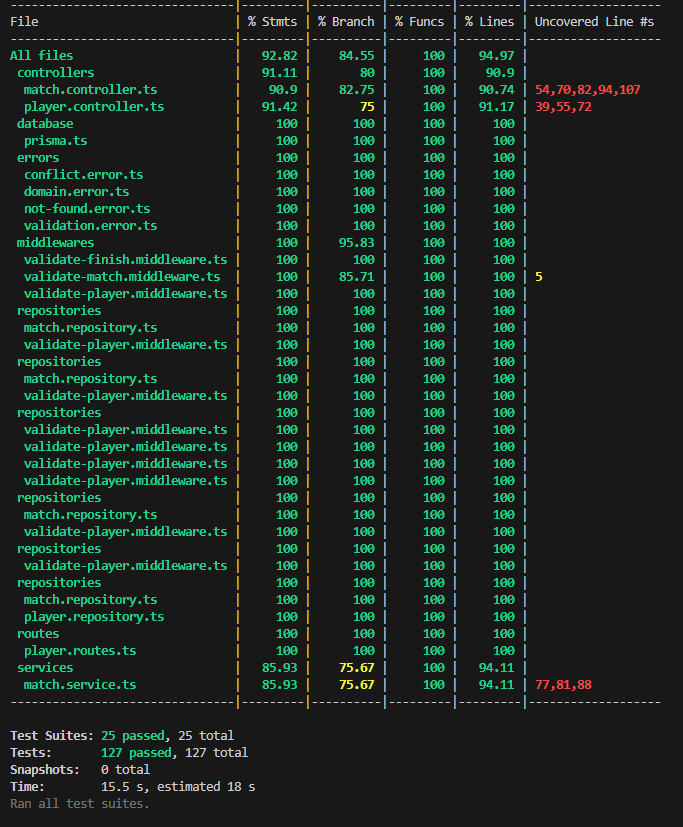 --------------------------------|---------|----------|---------|---------|-------------------
File | % Stmts | % Branch | % Funcs | % Lines | Uncovered Line #s
--------------------------------|---------|----------|---------|---------|-------------------
All files | 92.82 | 84.55 | 100 | 94.97 |
controllers | 91.11 | 80 | 100 | 90.9 |
match.controller.ts | 90.9 | 82.75 | 100 | 90.74 | 54,70,82,94,107
player.controller.ts | 91.42 | 75 | 100 | 91.17 | 39,55,72
database | 100 | 100 | 100 | 100 |
prisma.ts | 100 | 100 | 100 | 100 |
errors | 100 | 100 | 100 | 100 |
conflict.error.ts | 100 | 100 | 100 | 100 |
domain.error.ts | 100 | 100 | 100 | 100 |
not-found.error.ts | 100 | 100 | 100 | 100 |
validation.error.ts | 100 | 100 | 100 | 100 |
middlewares | 100 | 95.83 | 100 | 100 |
validate-finish.middleware.ts | 100 | 100 | 100 | 100 |
validate-match.middleware.ts | 100 | 85.71 | 100 | 100 | 5
validate-player.middleware.ts | 100 | 100 | 100 | 100 |
repositories | 100 | 100 | 100 | 100 |
match.repository.ts | 100 | 100 | 100 | 100 |
validate-player.middleware.ts | 100 | 100 | 100 | 100 |
repositories | 100 | 100 | 100 | 100 |
match.repository.ts | 100 | 100 | 100 | 100 |
validate-player.middleware.ts | 100 | 100 | 100 | 100 |
repositories | 100 | 100 | 100 | 100 |
validate-player.middleware.ts | 100 | 100 | 100 | 100 |
validate-player.middleware.ts | 100 | 100 | 100 | 100 |
validate-player.middleware.ts | 100 | 100 | 100 | 100 |
validate-player.middleware.ts | 100 | 100 | 100 | 100 |
repositories | 100 | 100 | 100 | 100 |
match.repository.ts | 100 | 100 | 100 | 100 |
validate-player.middleware.ts | 100 | 100 | 100 | 100 |
repositories | 100 | 100 | 100 | 100 |
validate-player.middleware.ts | 100 | 100 | 100 | 100 |
repositories | 100 | 100 | 100 | 100 |
match.repository.ts | 100 | 100 | 100 | 100 |
player.repository.ts | 100 | 100 | 100 | 100 |
routes | 100 | 100 | 100 | 100 |
player.routes.ts | 100 | 100 | 100 | 100 |
services | 85.93 | 75.67 | 100 | 94.11 |
match.service.ts | 85.93 | 75.67 | 100 | 94.11 | 77,81,88
--------------------------------|---------|----------|---------|---------|-------------------
Test Suites: 25 passed, 25 total
Tests: 127 passed, 127 total
Snapshots: 0 total
Time: 15.5 s, estimated 18 s
Ran all test suites.